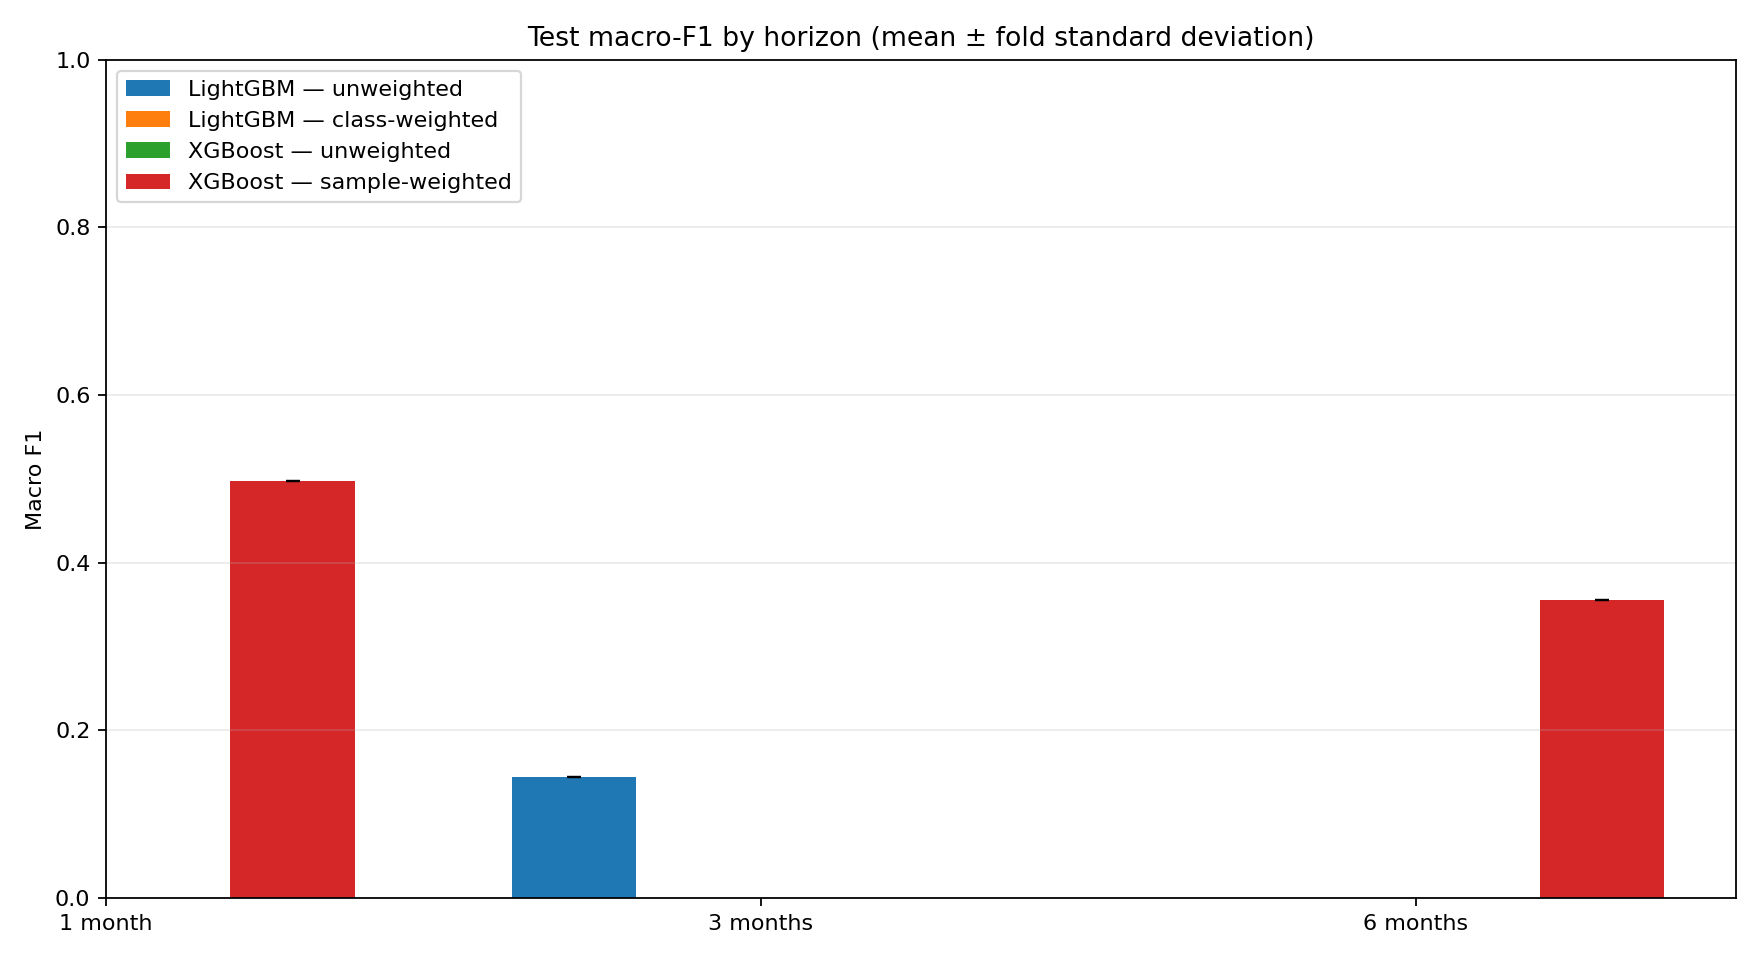 Test macro-F1 by horizon (mean ± fold standard deviation)
1.0
LightGBM — unweighted
LightGBM — class-weighted
XGBoost — unweighted
XGBoost — sample-weighted
0.8
0.6
Macro F1
0.4
0.2
0.0
1 month
3 months
6 months